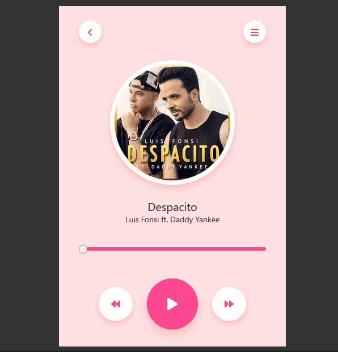 LUIS FONSI
DESPACITO
FT. DADDY YANKEE
Despacito
Luis Fonsi ft. Daddy Yankee